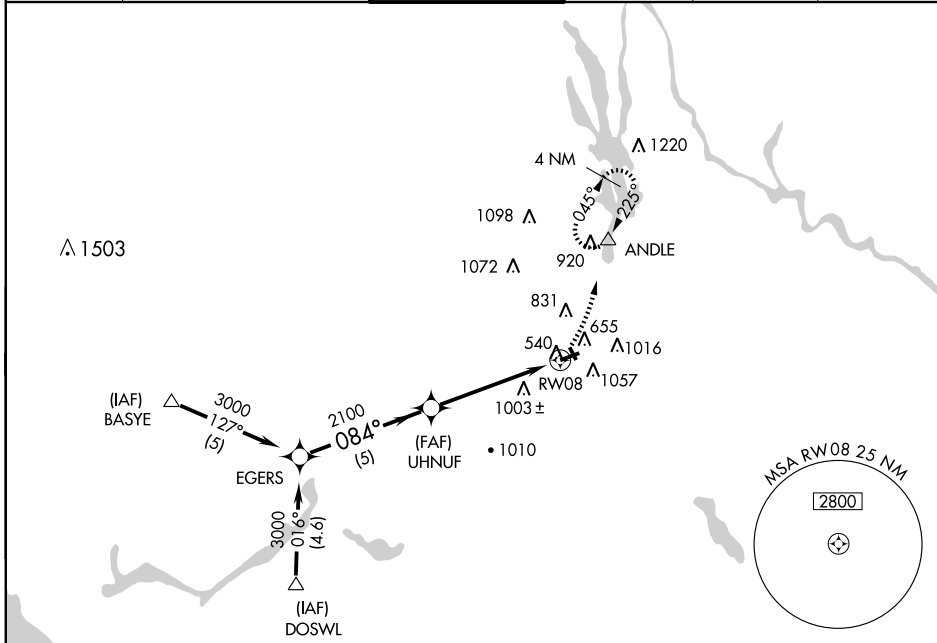 1220
4 NM
045°
225°
1098
1503
920
ANDLE
1072
831
655
540
1016
RW08
1057
1003 ±
(IAF)
BASYE
3000
127°
(5)
2100
084°
(5)
(FAF)
UHNUF
1010
EGERS
3000
016°
(4.6)
(IAF)
DOSWL
MSA RW08 25 NM
2800